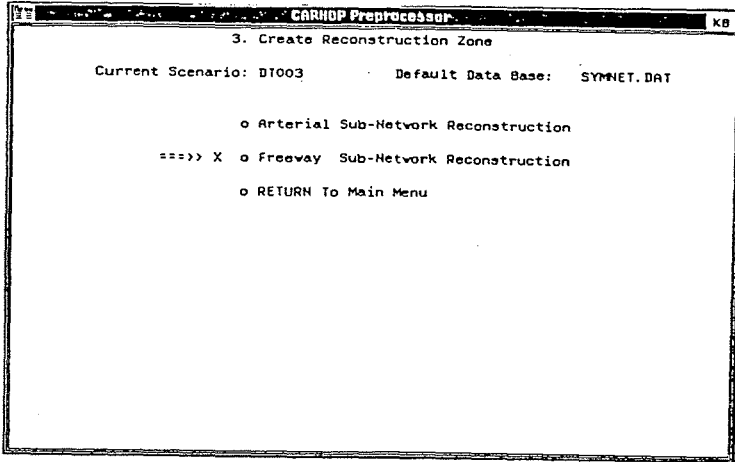 CARHOP Preprocessor KB
3. Create Reconstruction Zone
Current Scenario: DT003 Default Data Base: SYMNET.DAT
o Arterial Sub-Network Reconstruction
===>> X o Freeway Sub-Network Reconstruction
o RETURN To Main Menu